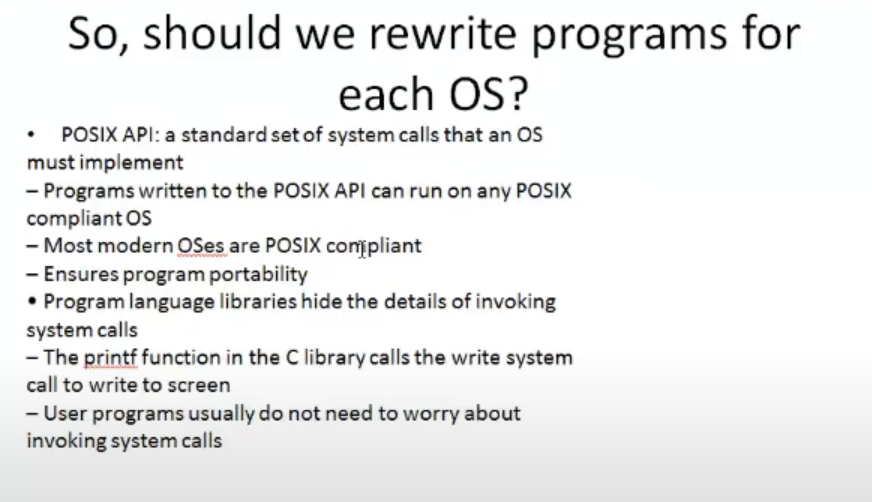 So, should we rewrite programs for
each OS?
• POSIX API: a standard set of system calls that an OS
must implement
– Programs written to the POSIX API can run on any POSIX
compliant OS
– Most modern OSes are POSIX compliant
– Ensures program portability
• Program language libraries hide the details of invoking
system calls
– The printf function in the C library calls the write system
call to write to screen
– User programs usually do not need to worry about
invoking system calls